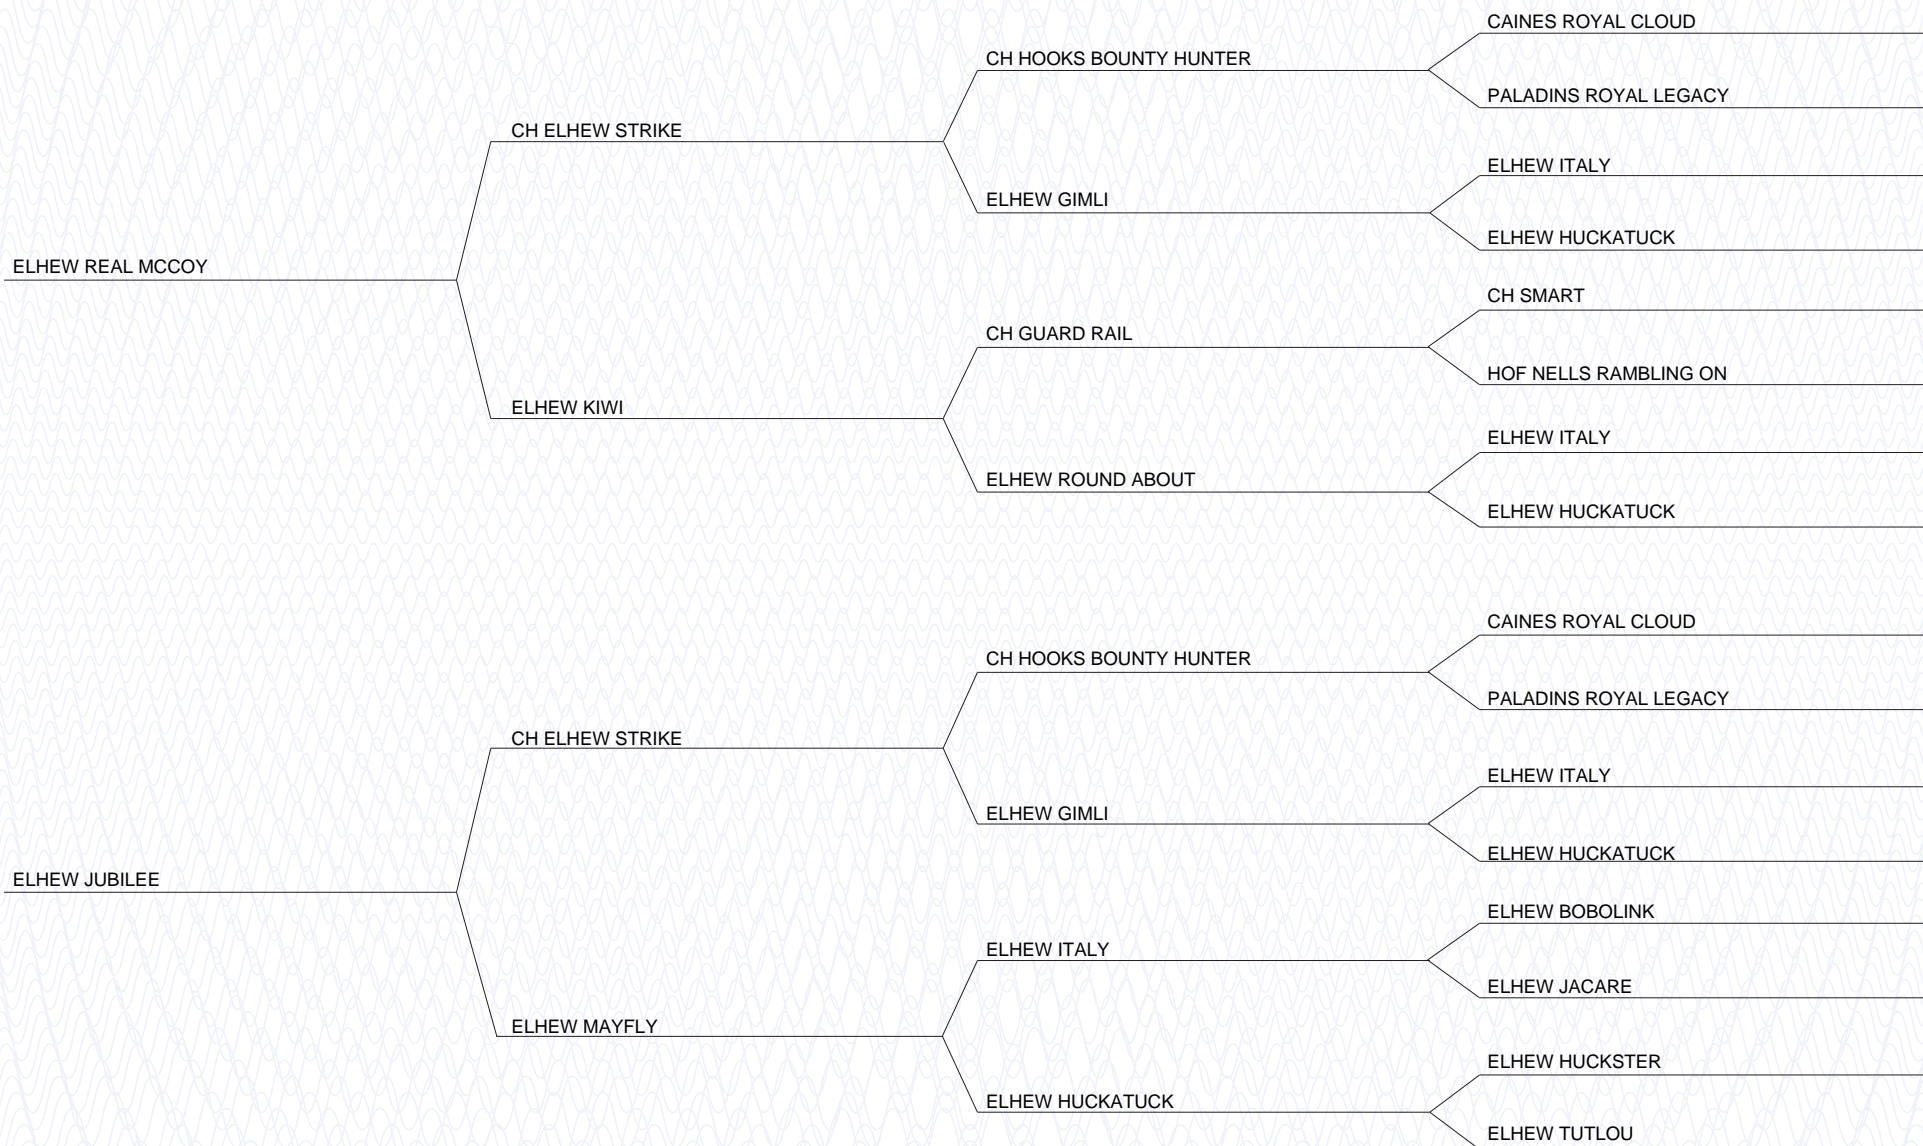 CAINES ROYAL CLOUD
CH HOOKS BOUNTY HUNTER
PALADINS ROYAL LEGACY
CH ELHEW STRIKE
ELHEW ITALY
ELHEW GIMLI
ELHEW HUCKATUCK
ELHEW REAL MCCOY
CH SMART
CH GUARD RAIL
HOF NELLS RAMBLING ON
ELHEW KIWI
ELHEW ITALY
ELHEW ROUND ABOUT
ELHEW HUCKATUCK
CAINES ROYAL CLOUD
CH HOOKS BOUNTY HUNTER
PALADINS ROYAL LEGACY
CH ELHEW STRIKE
ELHEW ITALY
ELHEW GIMLI
ELHEW HUCKATUCK
ELHEW JUBILEE
ELHEW BOBOLINK
ELHEW ITALY
ELHEW JACARE
ELHEW MAYFLY
ELHEW HUCKSTER
ELHEW HUCKATUCK
ELHEW TUTLOU